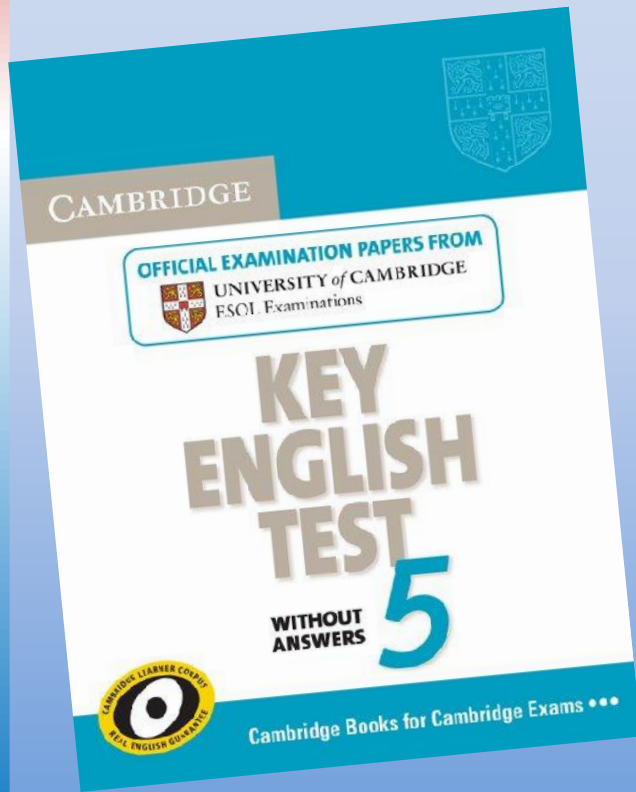 CAMBRIDGE
OFFICIAL EXAMINATION PAPERS FROM
UNIVERSITY of CAMBRIDGE
ESOL Examinations
KEY
ENGLISH
TEST
WITHOUT
ANSWERS
5
CAMBRIDGE LEARNER CORPUS
REAL ENGLISH GUARANTEE
Cambridge Books for Cambridge Exams •••